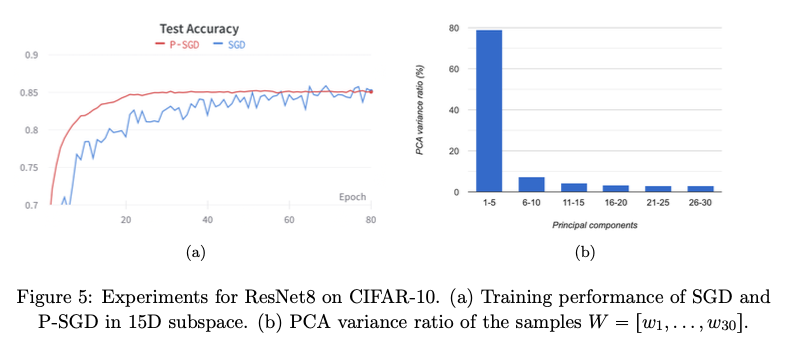 Test Accuracy
P-SGD SGD
0.9
0.85
0.8
0.75
0.7
20 40 60 80
Epoch
(a)
PCA variance ratio (%)
80
60
40
20
0
1-5 6-10 11-15 16-20 21-25 26-30
Principal components
(b)
Figure 5: Experiments for ResNet8 on CIFAR-10. (a) Training performance of SGD and
P-SGD in 15D subspace. (b) PCA variance ratio of the samples W = [w₁, . . . , w₃₀].